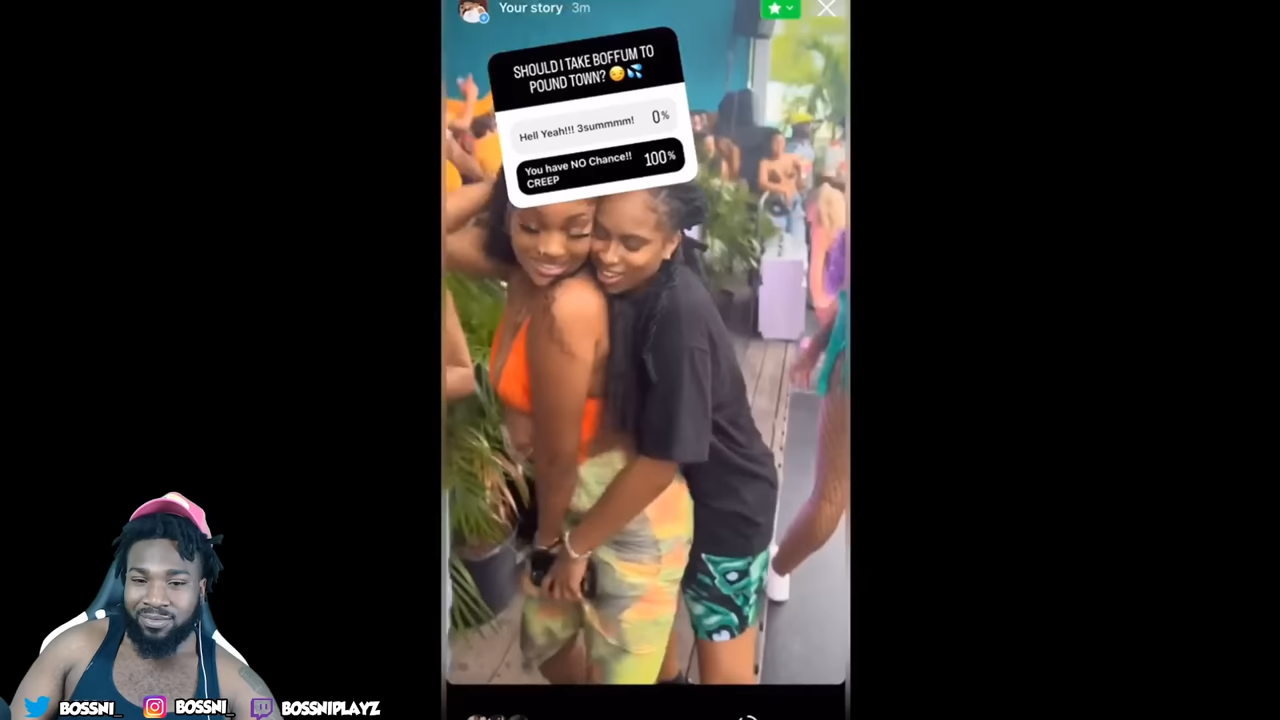 Your story 3m
SHOULD I TAKE BOFFUM TO
POUND TOWN? 😏💦
Hell Yeah!!! 3summmm! 0%
You have NO Chance!! 100%
CREEP
BOSSNI_ BOSSNI_ BOSSNIPLAYZ